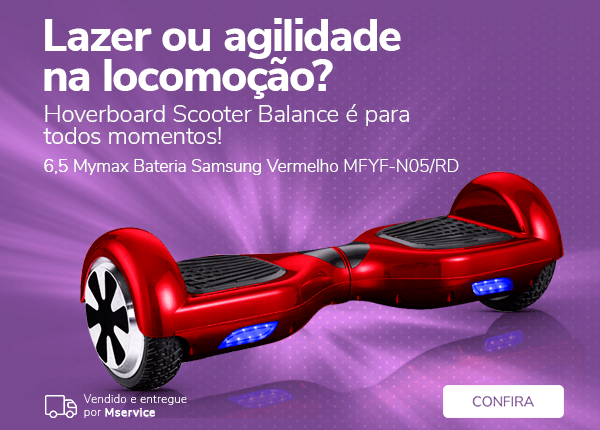 Lazer ou agilidade
na locomoção?
Hoverboard Scooter Balance é para
todos momentos!
6,5 Mymax Bateria Samsung Vermelho MFYF-N05/RD
Vendido e entregue
por Mservice
CONFIRA